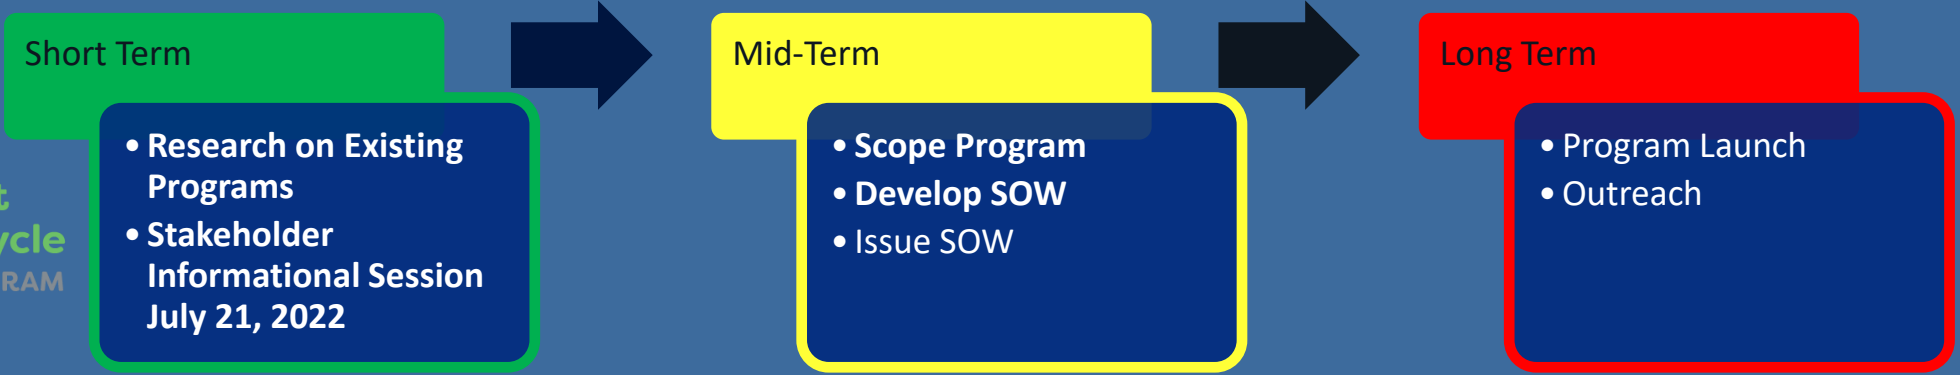 Short Term
• Research on Existing
Programs
• Stakeholder
Informational Session
July 21, 2022
Mid-Term
• Scope Program
• Develop SOW
• Issue SOW
Long Term
• Program Launch
• Outreach